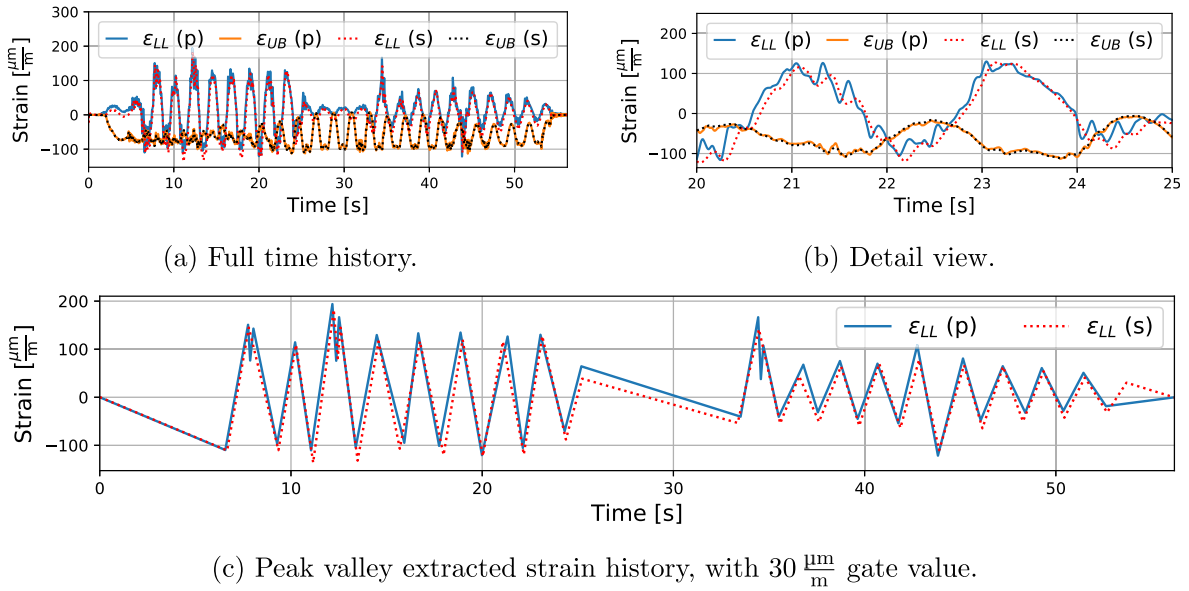 ε_LL (p) ε_UB (p) ε_LL (s) ε_UB (s)
Strain [μm/m]
300
200
100
0
−100
0 10 20 30 40 50
Time [s]
(a) Full time history.
ε_LL (p) ε_UB (p) ε_LL (s) ε_UB (s)
Strain [μm/m]
100
0
−100
20 21 22 23 24 25
Time [s]
(b) Detail view.
ε_LL (p) ε_LL (s)
Strain [μm/m]
200
100
0
−100
0 10 20 30 40 50
Time [s]
(c) Peak valley extracted strain history, with 30 μm/m gate value.